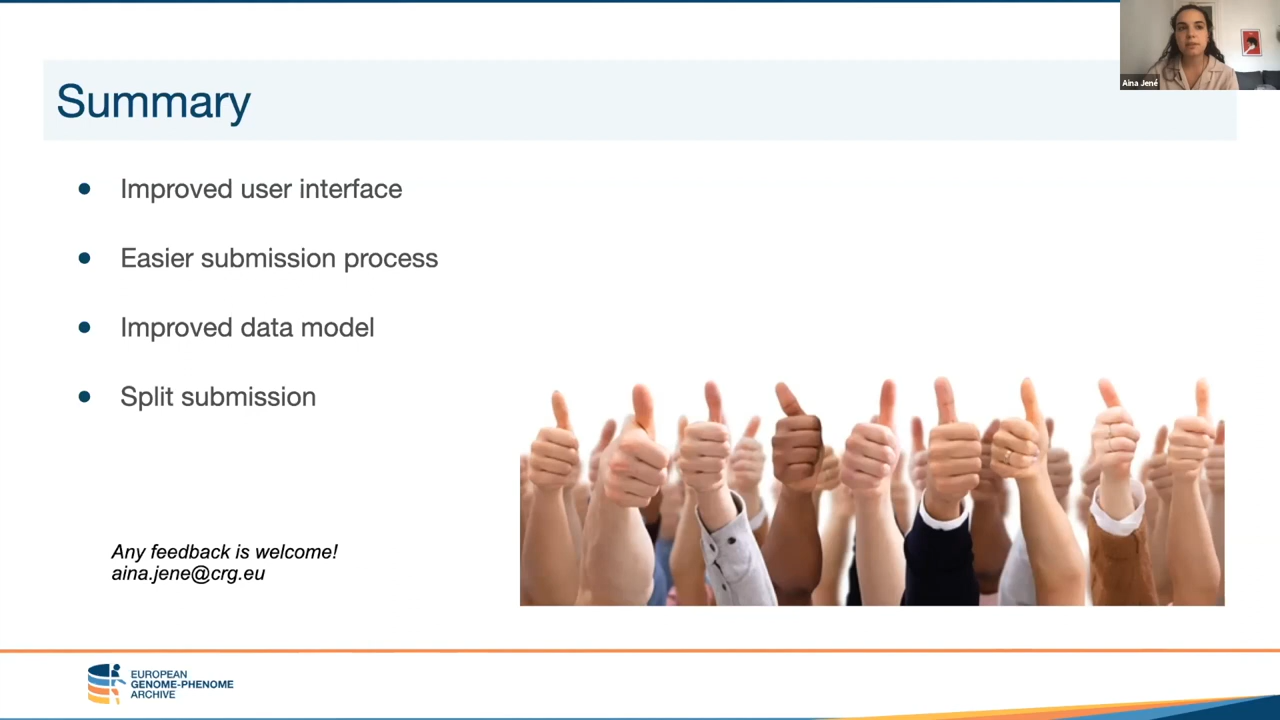 Aina Jené
Summary
Improved user interface
Easier submission process
Improved data model
Split submission
Any feedback is welcome!
aina.jene@crg.eu
EUROPEAN
GENOME-PHENOME
ARCHIVE